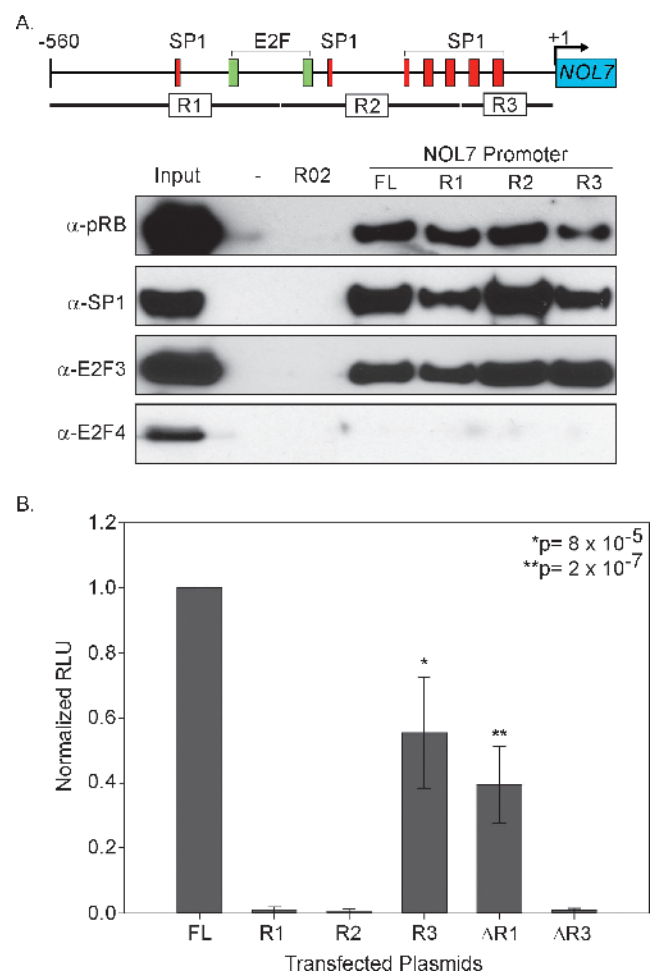 A.
-560 SP1 E2F SP1 SP1 +1
NOL7
R1 R2 R3
NOL7 Promoter
Input - R02 FL R1 R2 R3
α-pRB
α-SP1
α-E2F3
α-E2F4
B.
*p= 8 x 10-5
**p= 2 x 10-7
Normalized RLU
1.2
1.0
0.8
0.6
0.4
0.2
0.0
*
**
FL R1 R2 R3 ΔR1 ΔR3
Transfected Plasmids